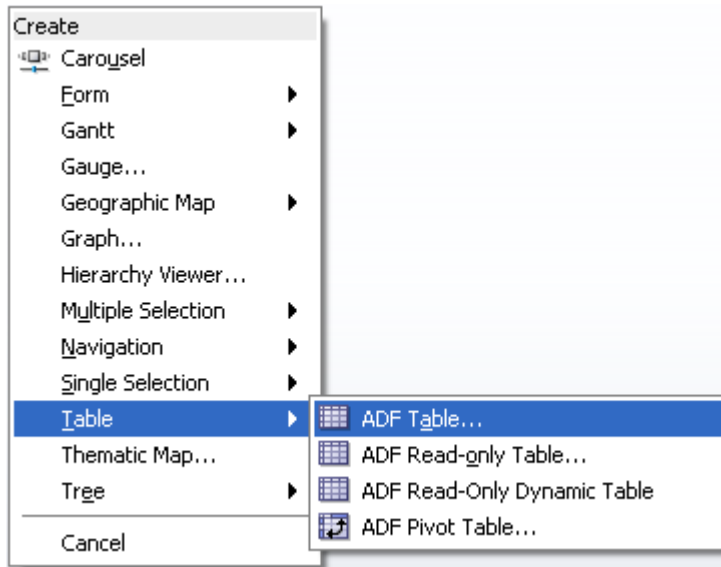 Create
Carousel
Form
Gantt
Gauge...
Geographic Map
Graph...
Hierarchy Viewer...
Multiple Selection
Navigation
Single Selection
Table
ADF Table...
ADF Read-only Table...
ADF Read-Only Dynamic Table
ADF Pivot Table...
Thematic Map...
Tree
Cancel